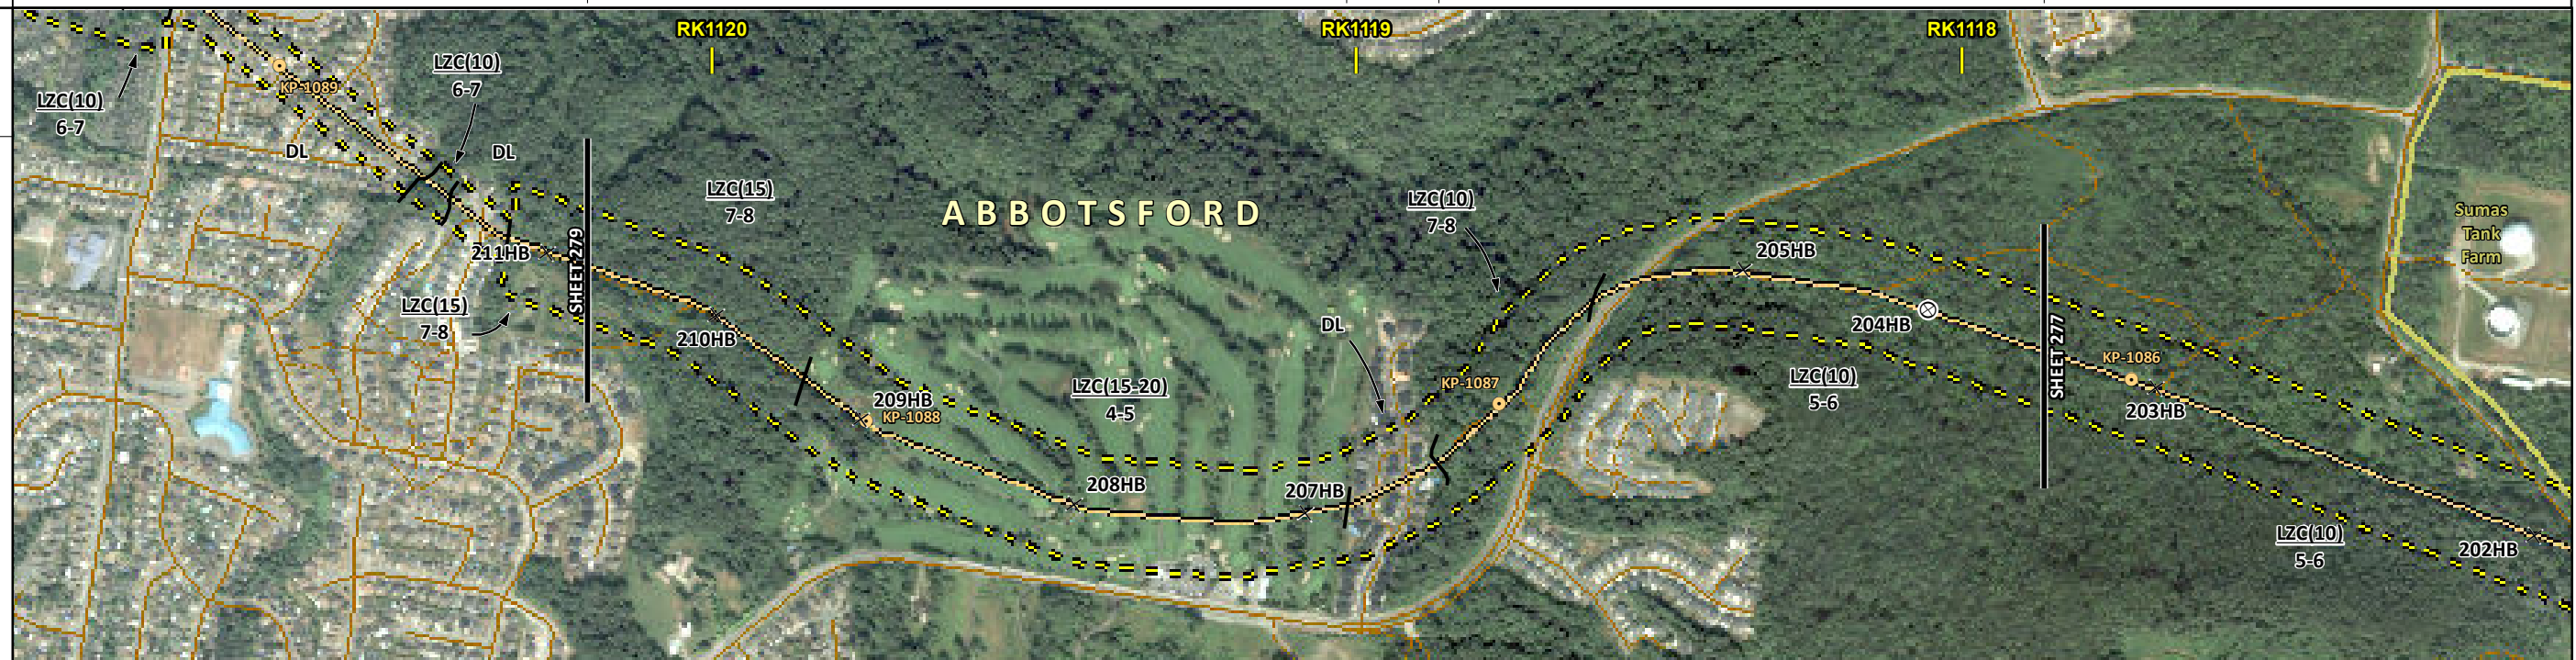 RK1120
RK1119
RK1118
LZC(10)
6-7
KP-1089
LZC(10)
6-7
DL
DL
211HB
LZC(15)
7-8
SHEET 279
LZC(15)
7-8
ABBOTSFORD
210HB
209HB
KP-1088
LZC(15-20)
4-5
208HB
207HB
DL
LZC(10)
7-8
KP-1087
205HB
204HB
LZC(10)
5-6
SHEET 277
KP-1086
203HB
Sumas
Tank
Farm
LZC(10)
5-6
202HB